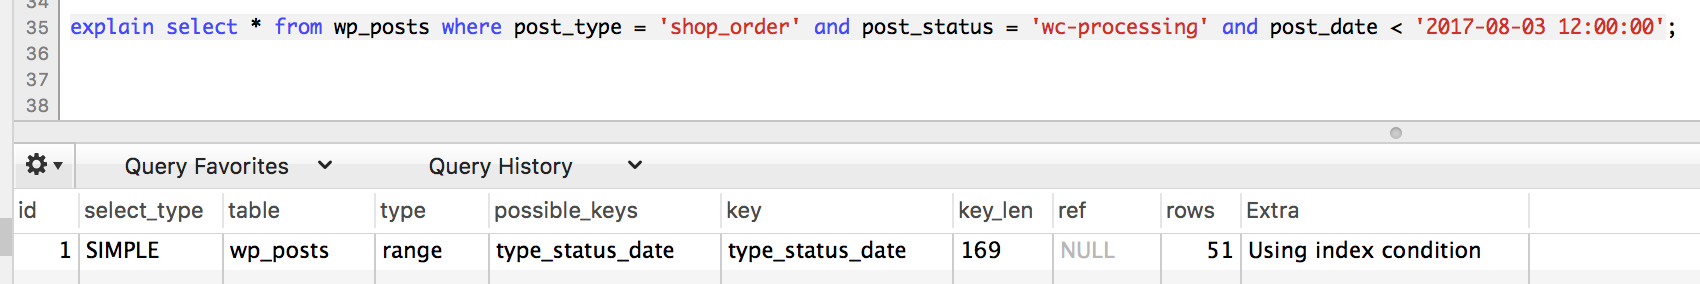 34
35 explain select * from wp_posts where post_type = 'shop_order' and post_status = 'wc-processing' and post_date < '2017-08-03 12:00:00';
36
37
38
Query Favorites Query History
id select_type table type possible_keys key key_len ref rows Extra
1 SIMPLE wp_posts range type_status_date type_status_date 169 NULL 51 Using index condition